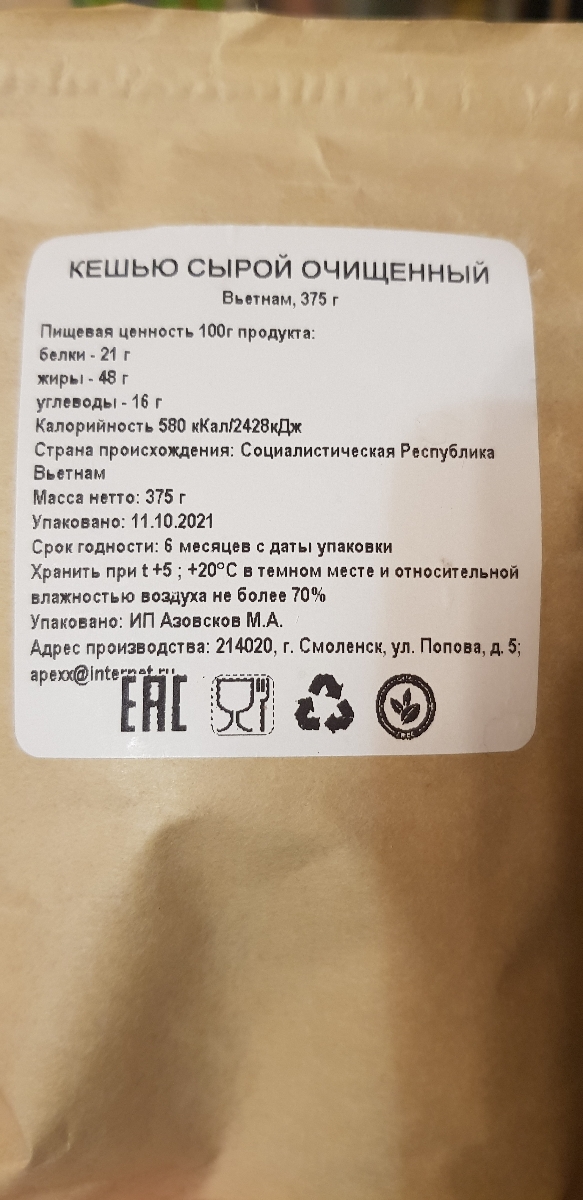 КЕШЬЮ СЫРОЙ ОЧИЩЕННЫЙ
Вьетнам, 375 г
Пищевая ценность 100г продукта:
белки - 21 г
жиры - 48 г
углеводы - 16 г
Калорийность 580 кКал/2428кДж
Страна происхождения: Социалистическая Республика
Вьетнам
Масса нетто: 375 г
Упаковано: 11.10.2021
Срок годности: 6 месяцев с даты упаковки
Хранить при t +5 ; +20°С в темном месте и относительной
влажностью воздуха не более 70%
Упаковано: ИП Азовсков М.А.
Адрес производства: 214020, г. Смоленск, ул. Попова, д. 5;
apexx@internet.ru
EAC